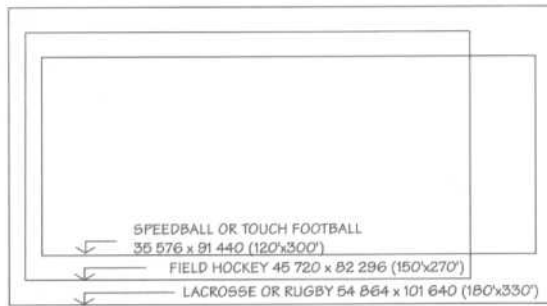 SPEEDBALL OR TOUCH FOOTBALL
35 576 x 91 440 (120'x300')
FIELD HOCKEY 45 720 x 82 296 (150'x270')
LACROSSE OR RUGBY 54 864 x 101 640 (180'x330')